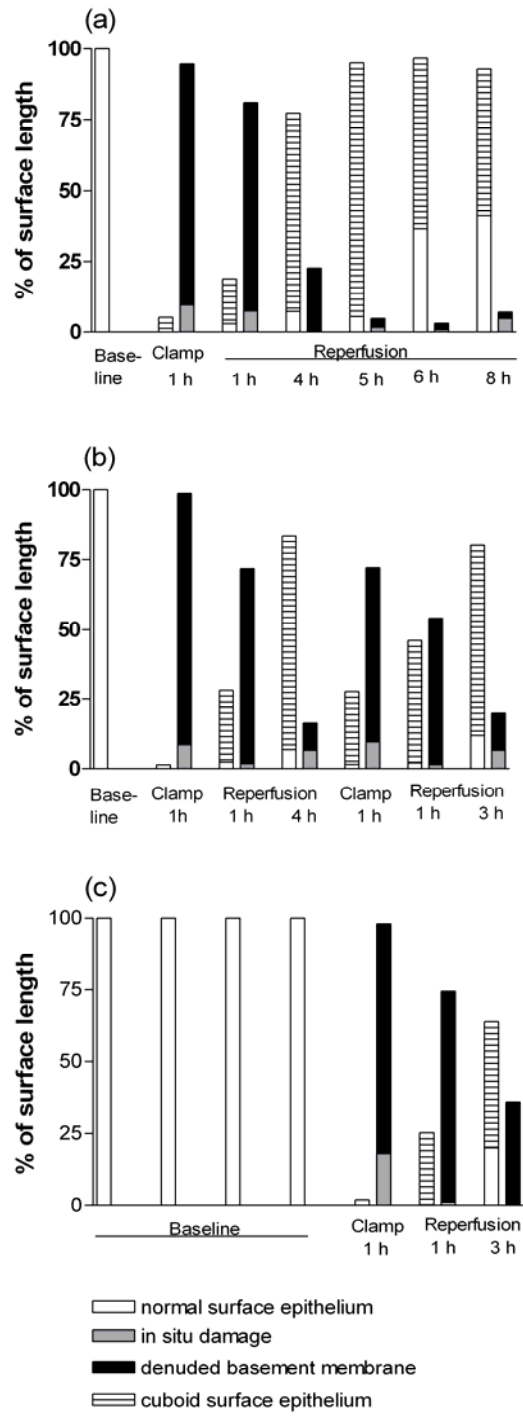 (a)
% of surface length
100
75
50
25
0
Base-
line
Clamp
1 h
Reperfusion
1 h 4 h 5 h 6 h 8 h
(b)
% of surface length
100
75
50
25
0
Base-
line
Clamp
1h
Reperfusion
1 h 4 h
Clamp
1 h
Reperfusion
1 h 3 h
(c)
% of surface length
100
75
50
25
0
Baseline
Clamp
1 h
Reperfusion
1 h 3 h
normal surface epithelium
in situ damage
denuded basement membrane
cuboid surface epithelium